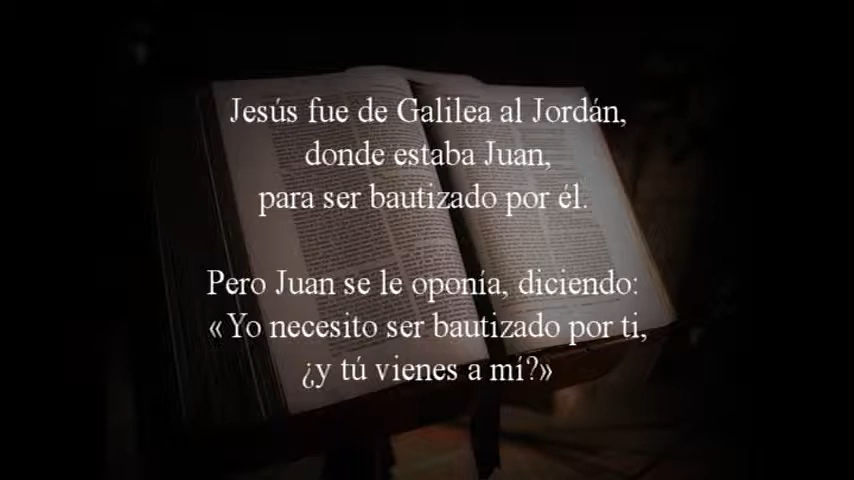 Jesús fue de Galilea al Jordán,
donde estaba Juan,
para ser bautizado por él.
Pero Juan se le oponía, diciendo:
«Yo necesito ser bautizado por ti,
¿y tú vienes a mí?»